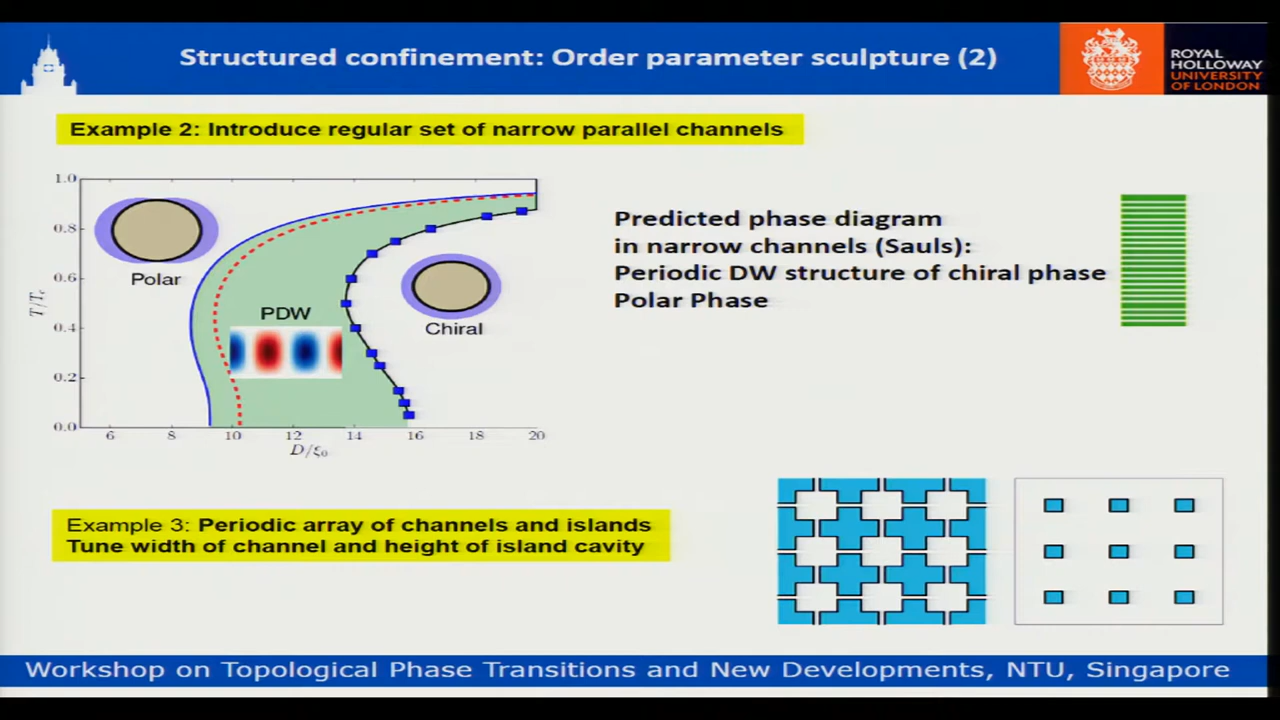 Structured confinement: Order parameter sculpture (2)
ROYAL
HOLLOWAY
UNIVERSITY
OF LONDON
Example 2: Introduce regular set of narrow parallel channels
1.0
0.8
0.6
0.4
0.2
0.0
T/Tc
Polar
PDW
Chiral
6 8 10 12 14 16 18 20
D/ξ0
Predicted phase diagram
in narrow channels (Sauls):
Periodic DW structure of chiral phase
Polar Phase
Example 3: Periodic array of channels and islands
Tune width of channel and height of island cavity
Workshop on Topological Phase Transitions and New Developments, NTU, Singapore